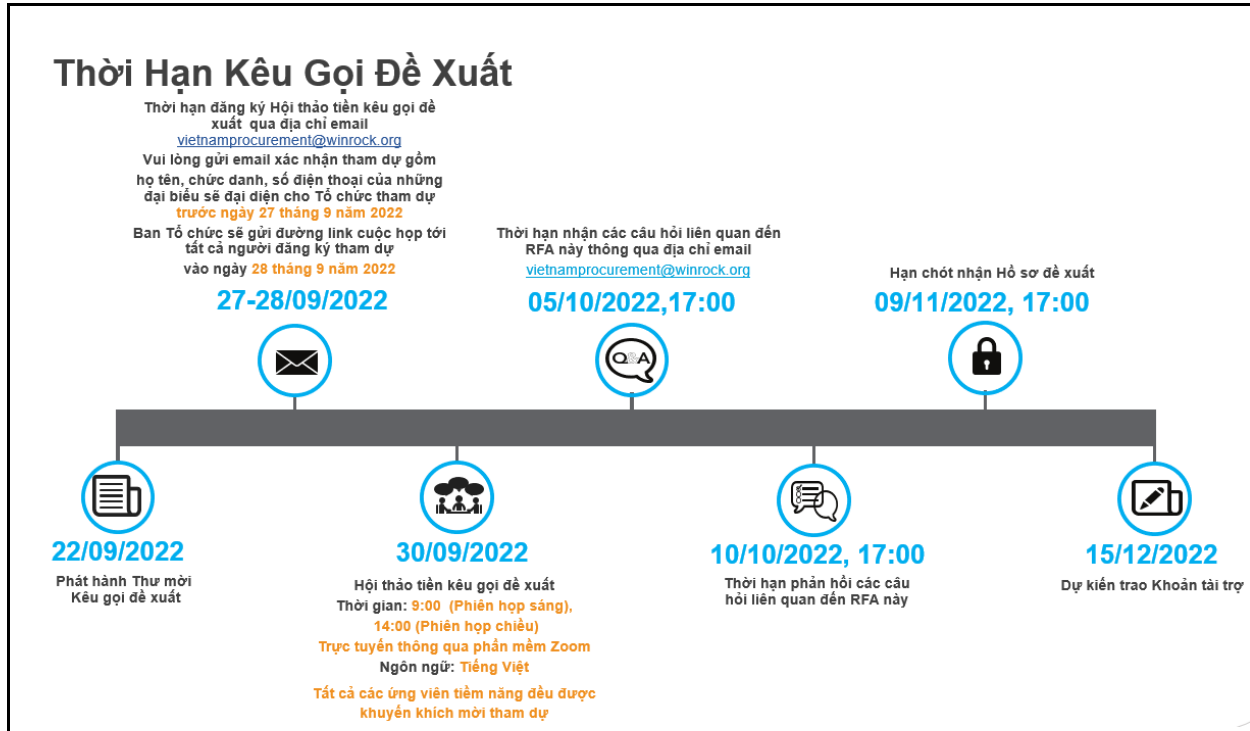 Thời Hạn Kêu Gọi Đề Xuất
Thời hạn đăng ký Hội thảo tiền kêu gọi đề
xuất qua địa chỉ email
vietnamprocurement@winrock.org
Vui lòng gửi email xác nhận tham dự gồm
họ tên, chức danh, số điện thoại của những
đại biểu sẽ đại diện cho Tổ chức tham dự
trước ngày 27 tháng 9 năm 2022
Ban Tổ chức sẽ gửi đường link cuộc họp tới
tất cả người đăng ký tham dự
vào ngày 28 tháng 9 năm 2022
27-28/09/2022
Thời hạn nhận các câu hỏi liên quan đến
RFA này thông qua địa chỉ email
vietnamprocurement@winrock.org
05/10/2022,17:00
Q&A
Hạn chót nhận Hồ sơ đề xuất
09/11/2022, 17:00
22/09/2022
Phát hành Thư mời
Kêu gọi đề xuất
30/09/2022
Hội thảo tiền kêu gọi đề xuất
Thời gian: 9:00 (Phiên họp sáng),
14:00 (Phiên họp chiều)
Trực tuyến thông qua phần mềm Zoom
Ngôn ngữ: Tiếng Việt
Tất cả các ứng viên tiềm năng đều được
khuyến khích mời tham dự
10/10/2022, 17:00
Thời hạn phản hồi các câu
hỏi liên quan đến RFA này
15/12/2022
Dự kiến trao Khoản tài trợ